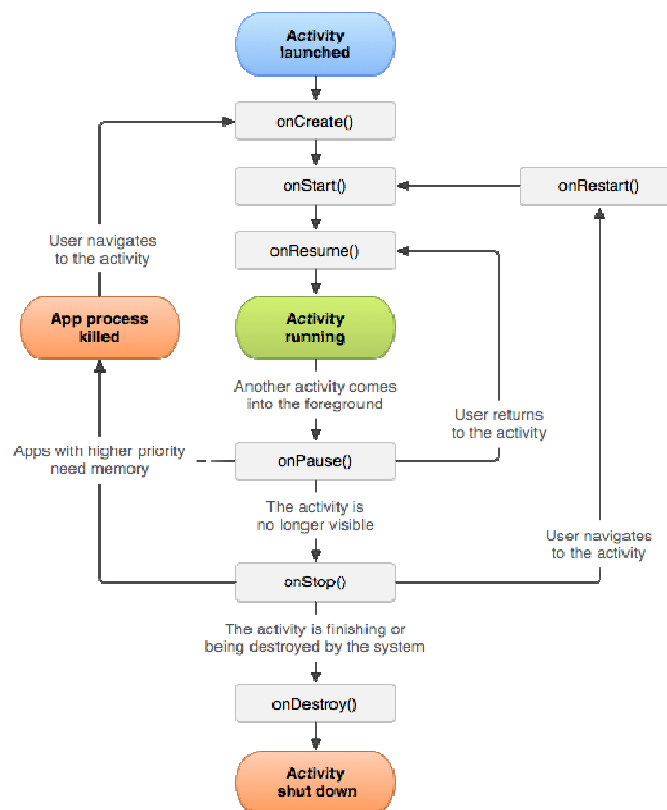 Activity
launched
onCreate()
onStart()
onRestart()
onResume()
User navigates
to the activity
App process
killed
Activity
running
Another activity comes
into the foreground
User returns
to the activity
Apps with higher priority
need memory
onPause()
The activity is
no longer visible
User navigates
to the activity
onStop()
The activity is finishing or
being destroyed by the system
onDestroy()
Activity
shut down